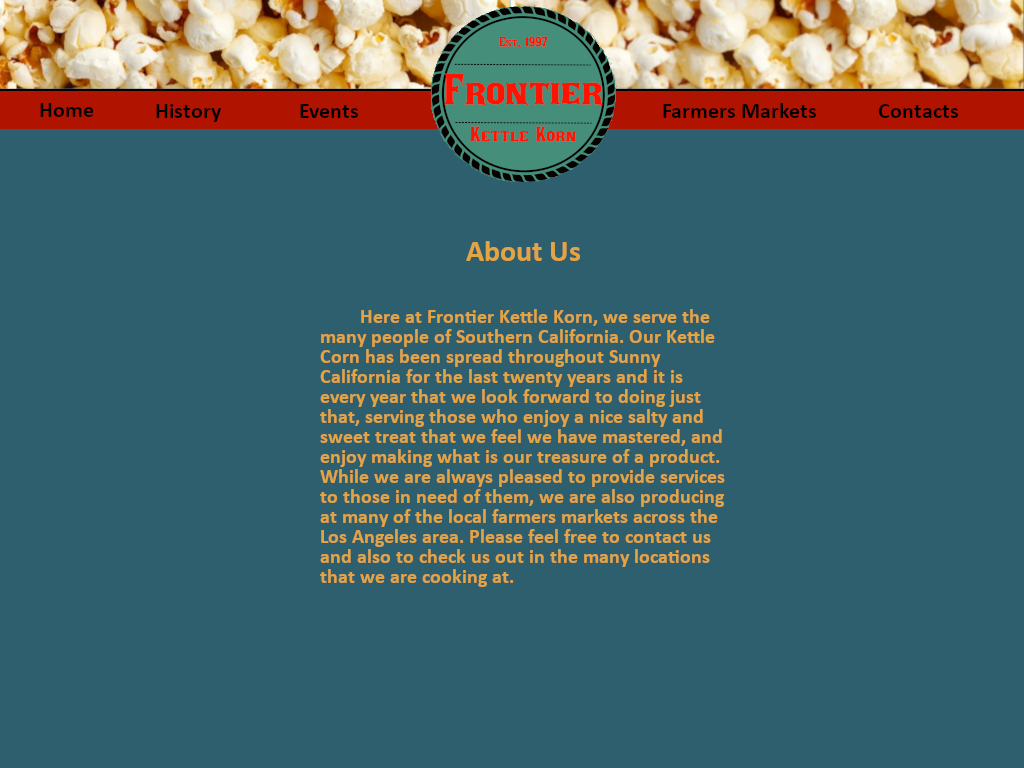 Est. 1997
Frontier
Kettle Korn
Home History Events Farmers Markets Contacts
About Us
Here at Frontier Kettle Korn, we serve the
many people of Southern California. Our Kettle
Corn has been spread throughout Sunny
California for the last twenty years and it is
every year that we look forward to doing just
that, serving those who enjoy a nice salty and
sweet treat that we feel we have mastered, and
enjoy making what is our treasure of a product.
While we are always pleased to provide services
to those in need of them, we are also producing
at many of the local farmers markets across the
Los Angeles area. Please feel free to contact us
and also to check us out in the many locations
that we are cooking at.